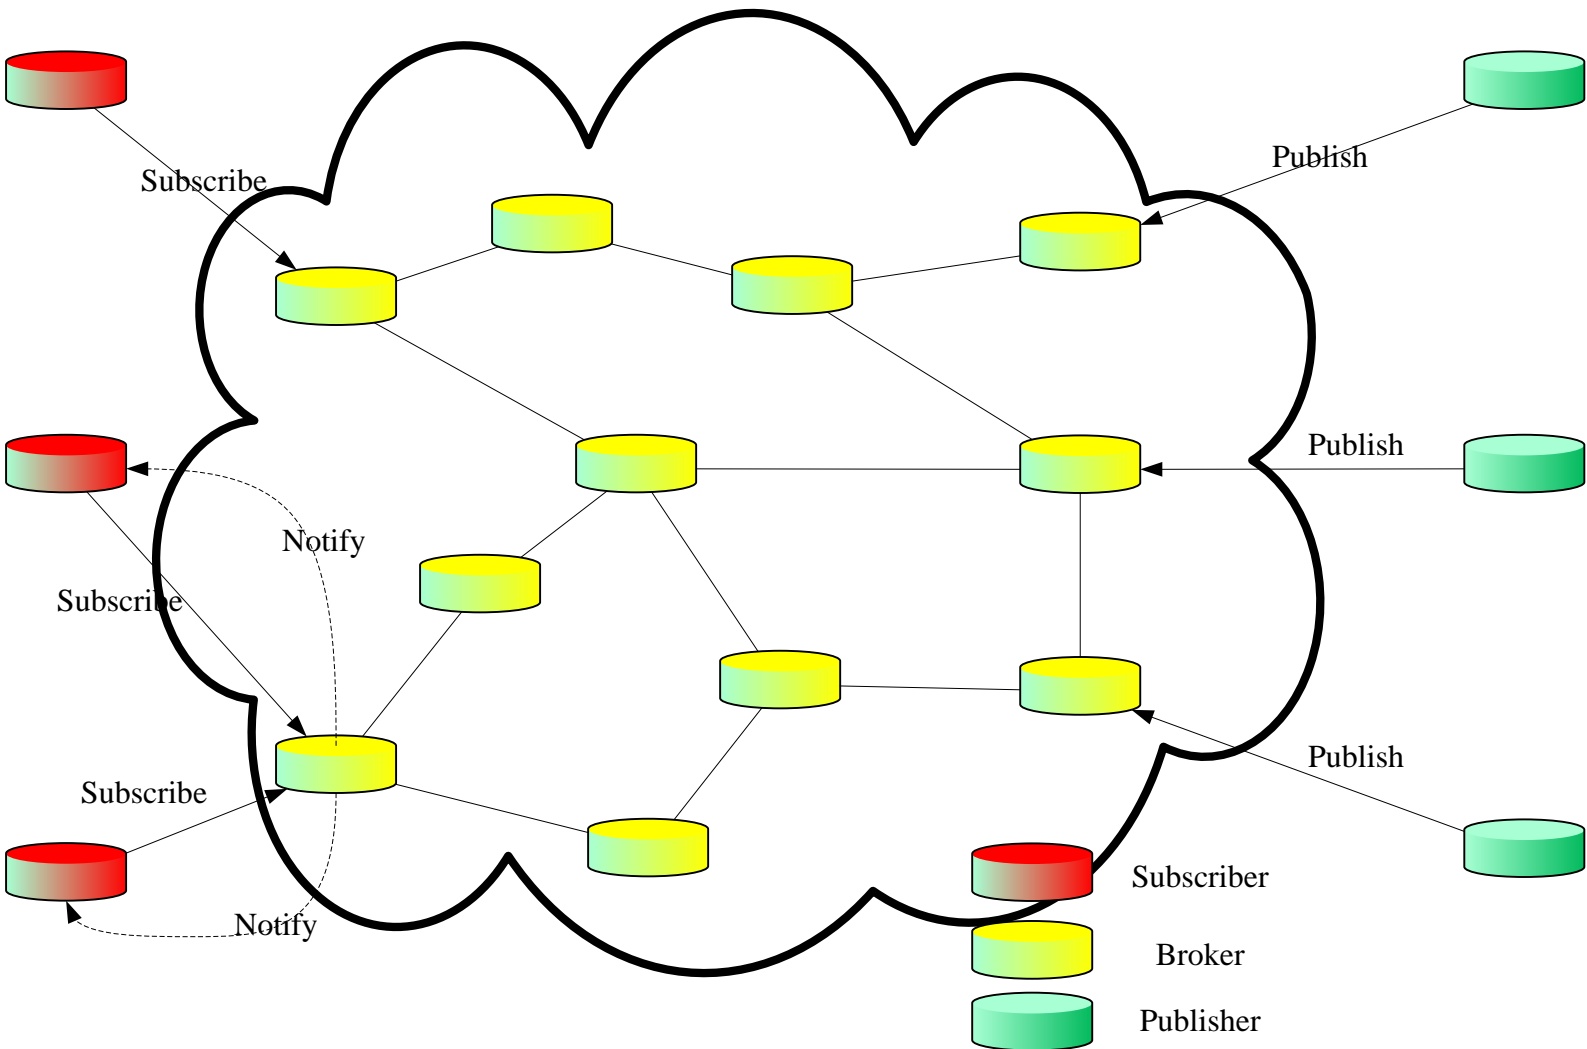 Publish
Subscribe
Publish
Notify
Subscribe
Publish
Subscribe
Subscriber
Notify
Broker
Publisher